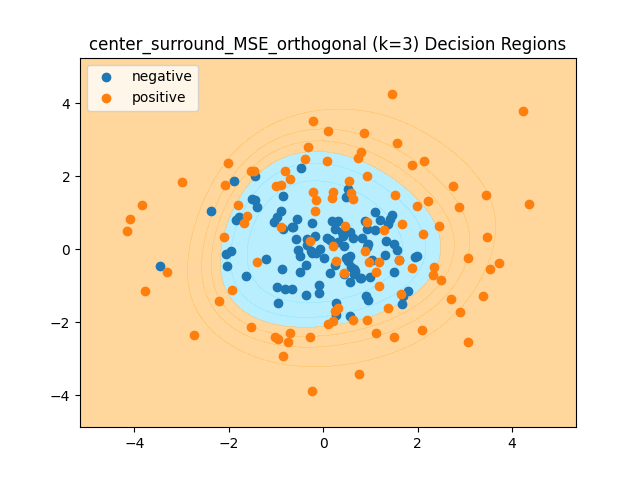 center_surround_MSE_orthogonal (k=3) Decision Regions
negative
positive
4
2
0
−2
−4
−4 −2 0 2 4